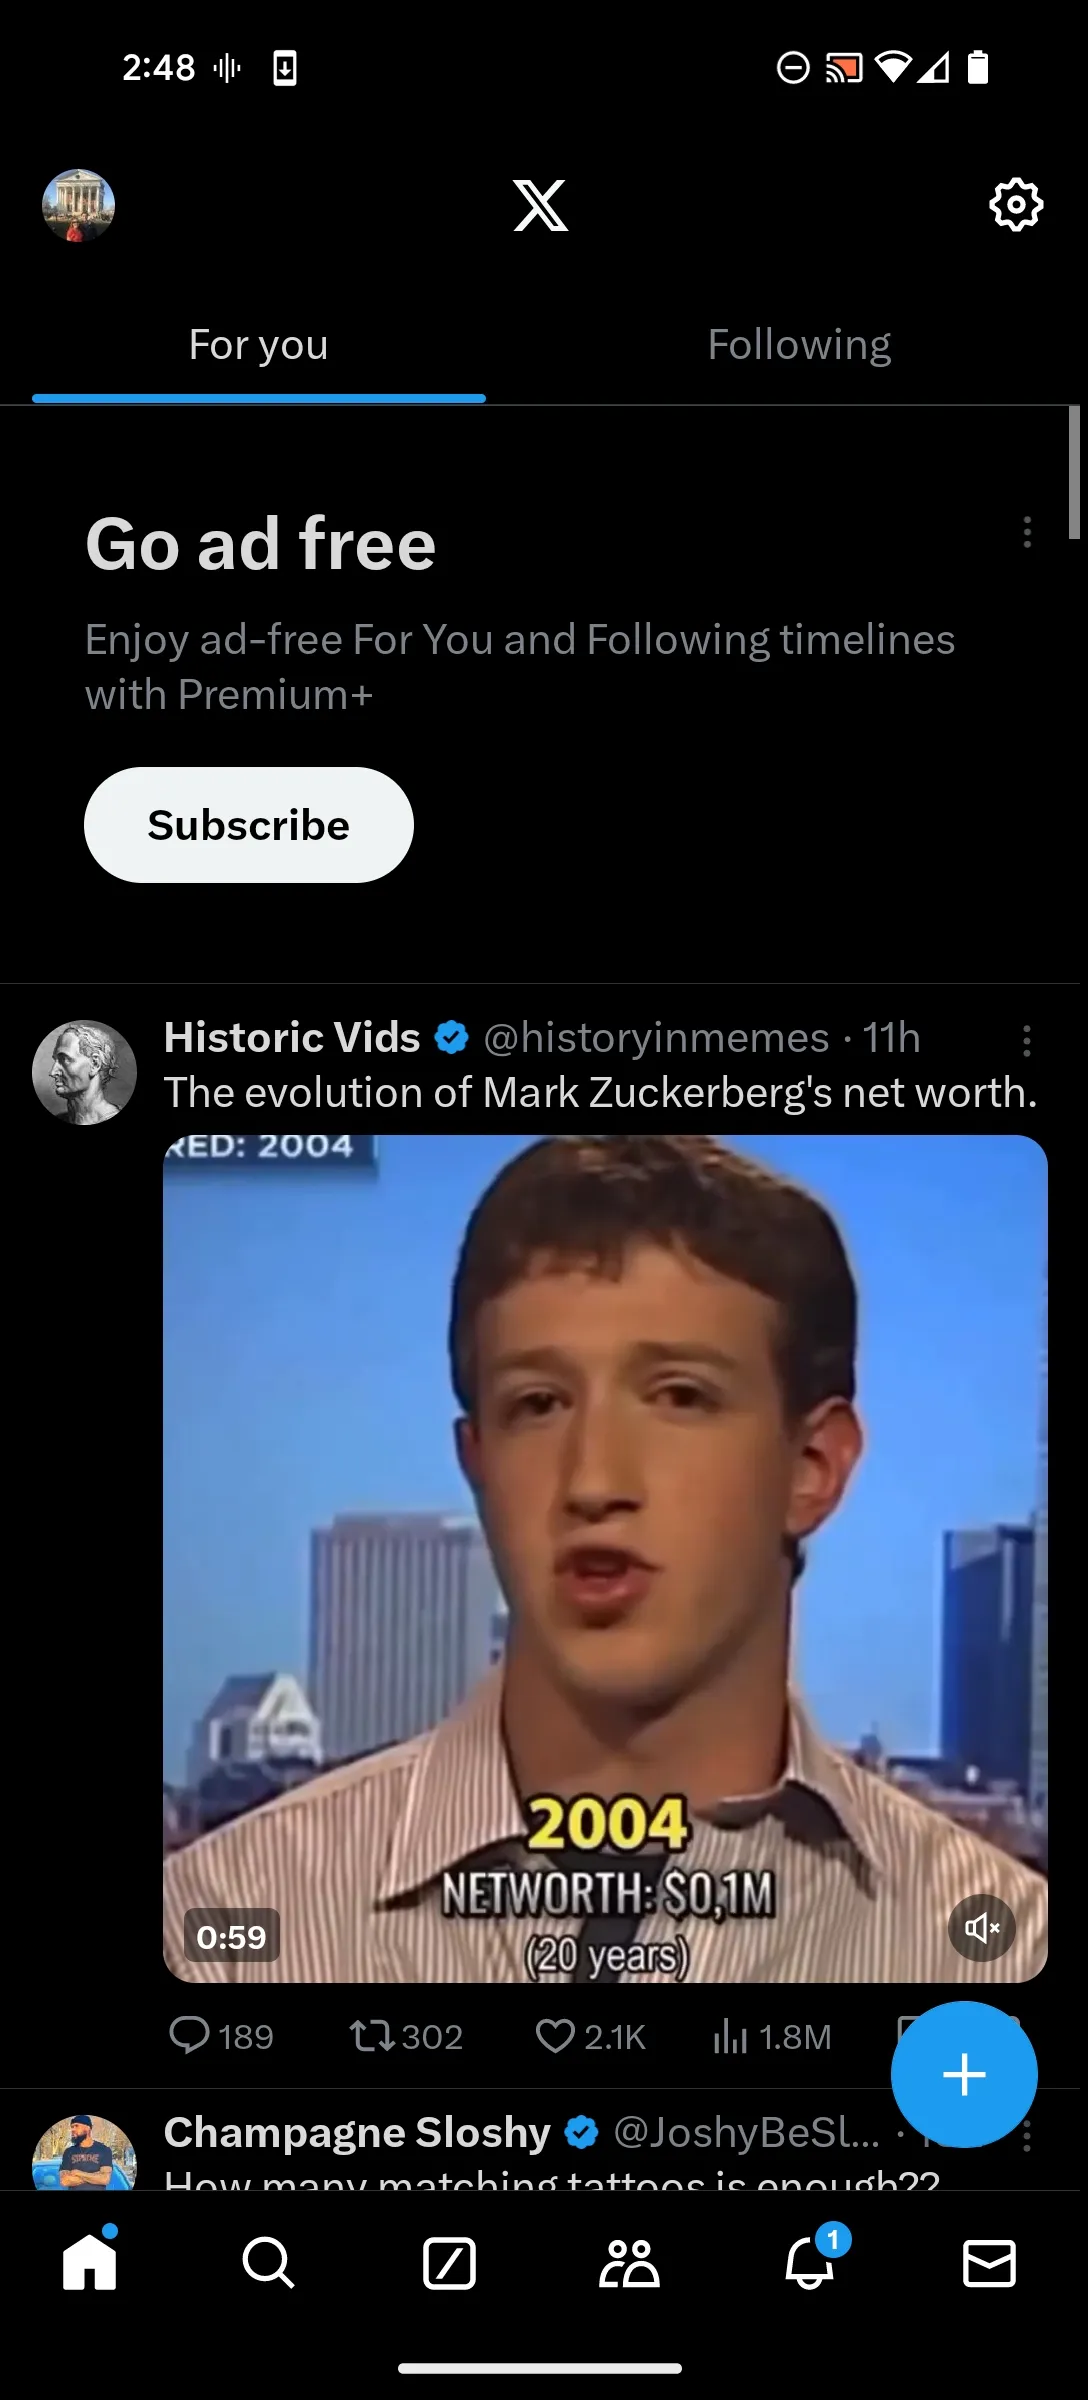 2:48
For you
Following
Go ad free
Enjoy ad-free For You and Following timelines
with Premium+
Subscribe
Historic Vids @historyinmemes · 11h
The evolution of Mark Zuckerberg's net worth.
RED: 2004
2004
NETWORTH: $0,1M
(20 years)
0:59
189
302
2.1K
1.8M
Champagne Sloshy @JoshyBeSl... ·
How many matching tattoos is enough??
1